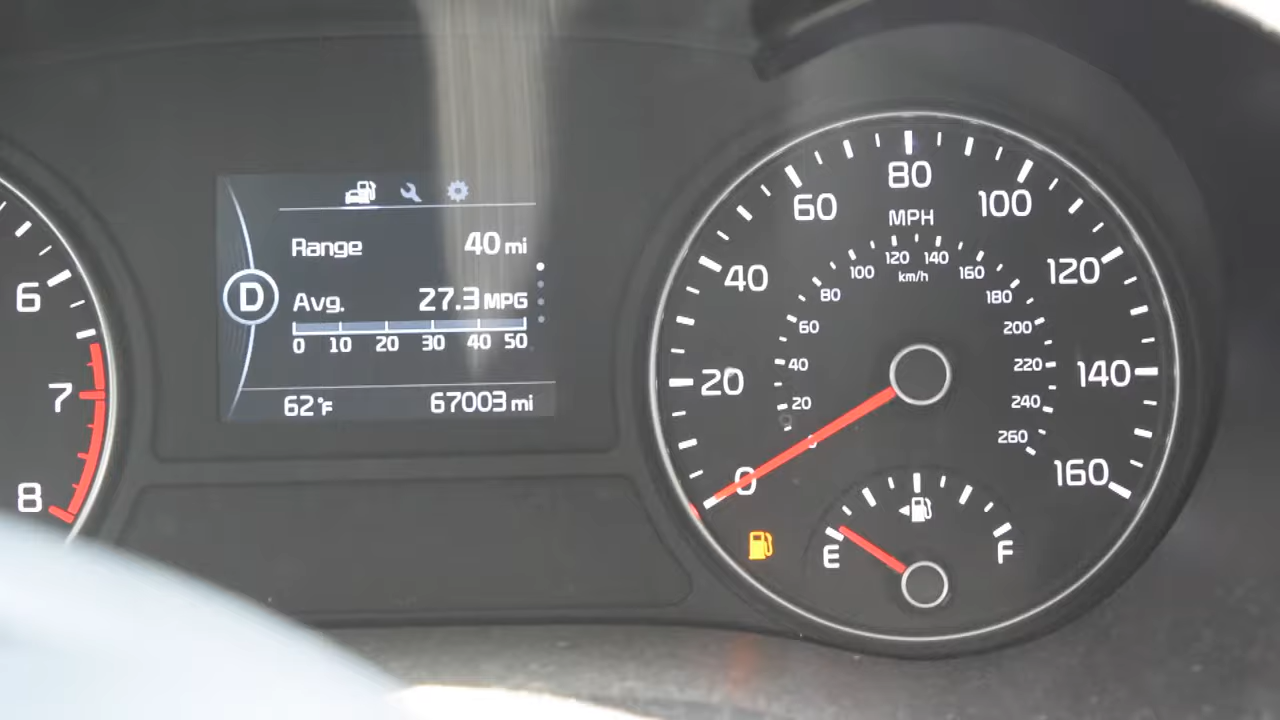 6
7
8
D
Range 40 mi
Avg. 27.3 MPG
0 10 20 30 40 50
62°F 67003 mi
0 20 40 60 80 100 120 140 160
MPH
20 40 60 80 100 120 140 160 180 200 220 240 260
km/h
E F